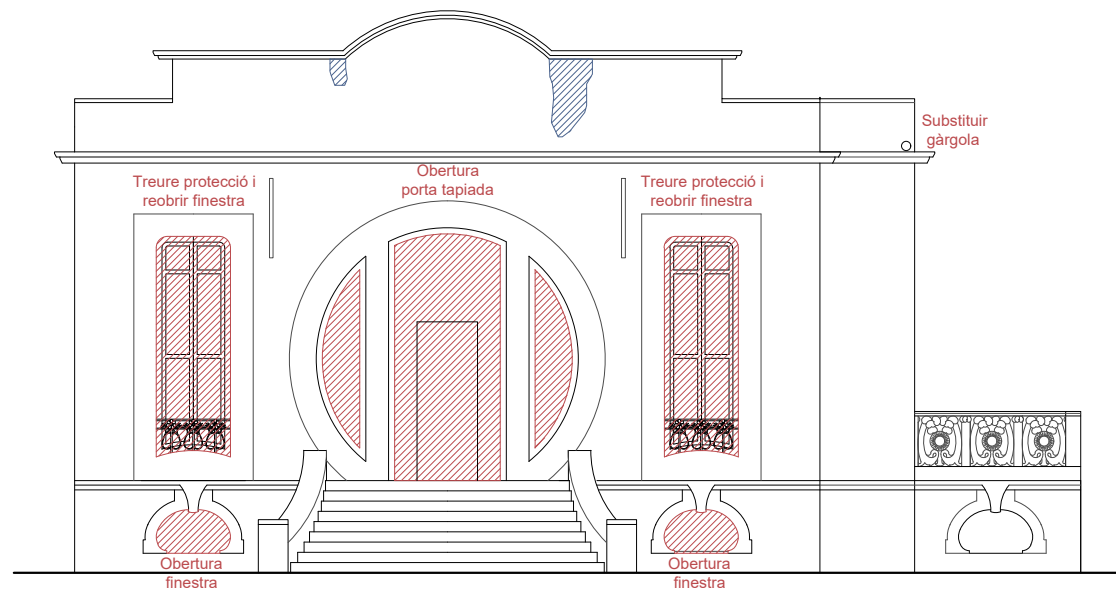 Substituir
gàrgola
Treure protecció i
reobrir finestra
Obertura
porta tapiada
Treure protecció i
reobrir finestra
Obertura
finestra
Obertura
finestra